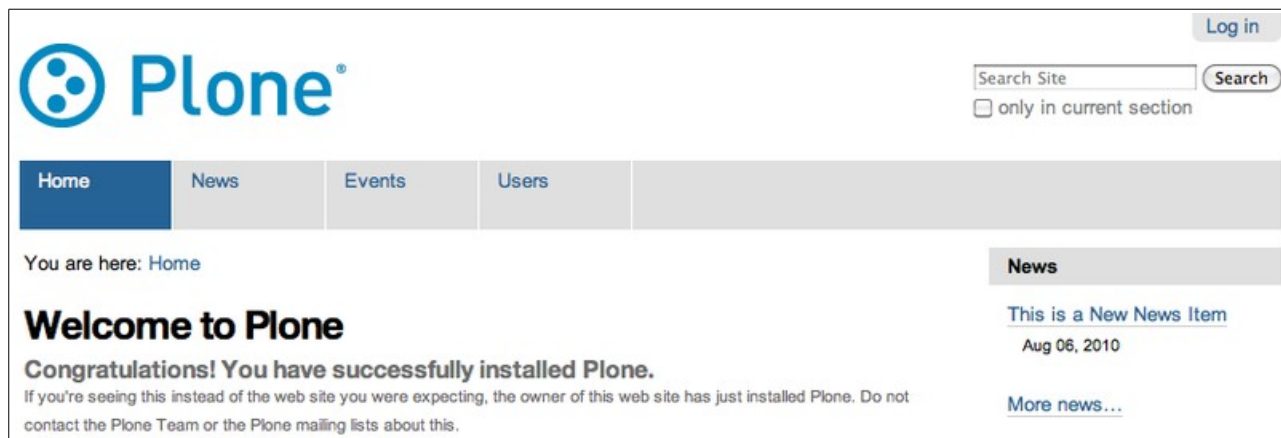 Log in
Plone®
Search Site
Search
only in current section
Home
News
Events
Users
You are here: Home
Welcome to Plone
Congratulations! You have successfully installed Plone.
If you're seeing this instead of the web site you were expecting, the owner of this web site has just installed Plone. Do not
contact the Plone Team or the Plone mailing lists about this.
News
This is a New News Item
Aug 06, 2010
More news...